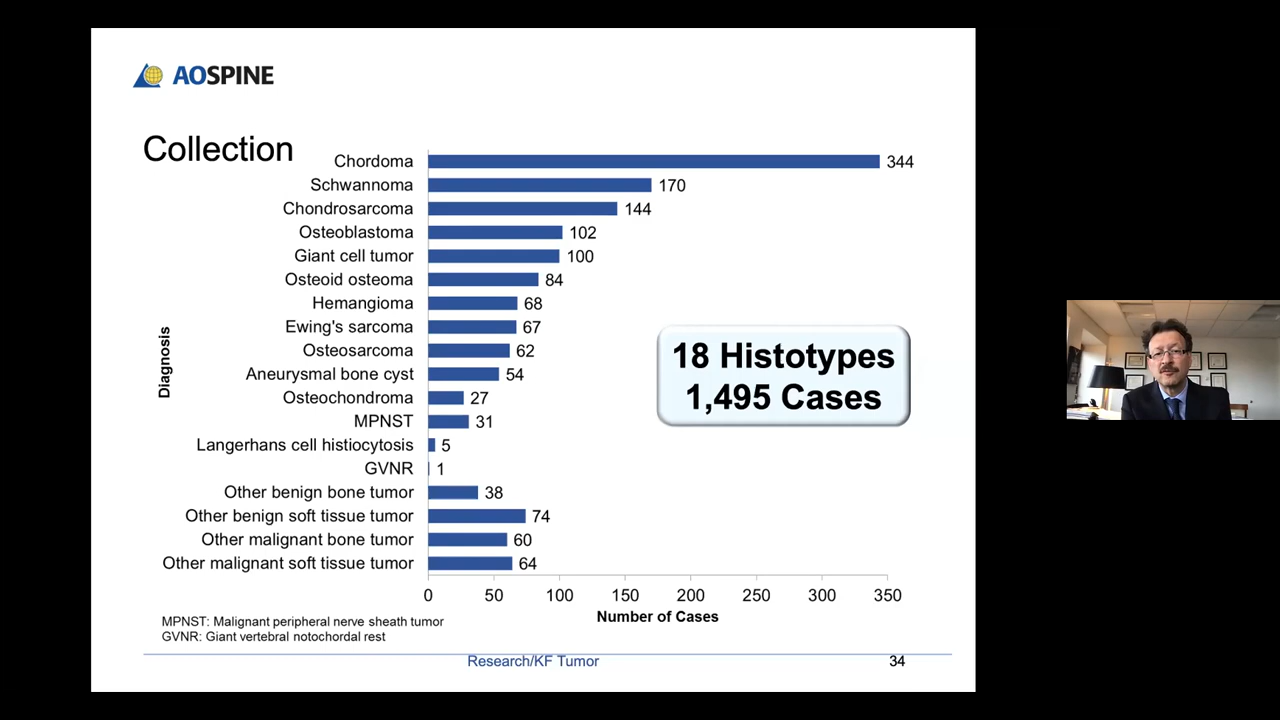 AOSPINE
Collection
Diagnosis
Chordoma 344
Schwannoma 170
Chondrosarcoma 144
Osteoblastoma 102
Giant cell tumor 100
Osteoid osteoma 84
Hemangioma 68
Ewing's sarcoma 67
Osteosarcoma 62
Aneurysmal bone cyst 54
Osteochondroma 27
MPNST 31
Langerhans cell histiocytosis 5
GVNR 1
Other benign bone tumor 38
Other benign soft tissue tumor 74
Other malignant bone tumor 60
Other malignant soft tissue tumor 64
18 Histotypes
1,495 Cases
0 50 100 150 200 250 300 350
Number of Cases
MPNST: Malignant peripheral nerve sheath tumor
GVNR: Giant vertebral notochordal rest
Research/KF Tumor
34